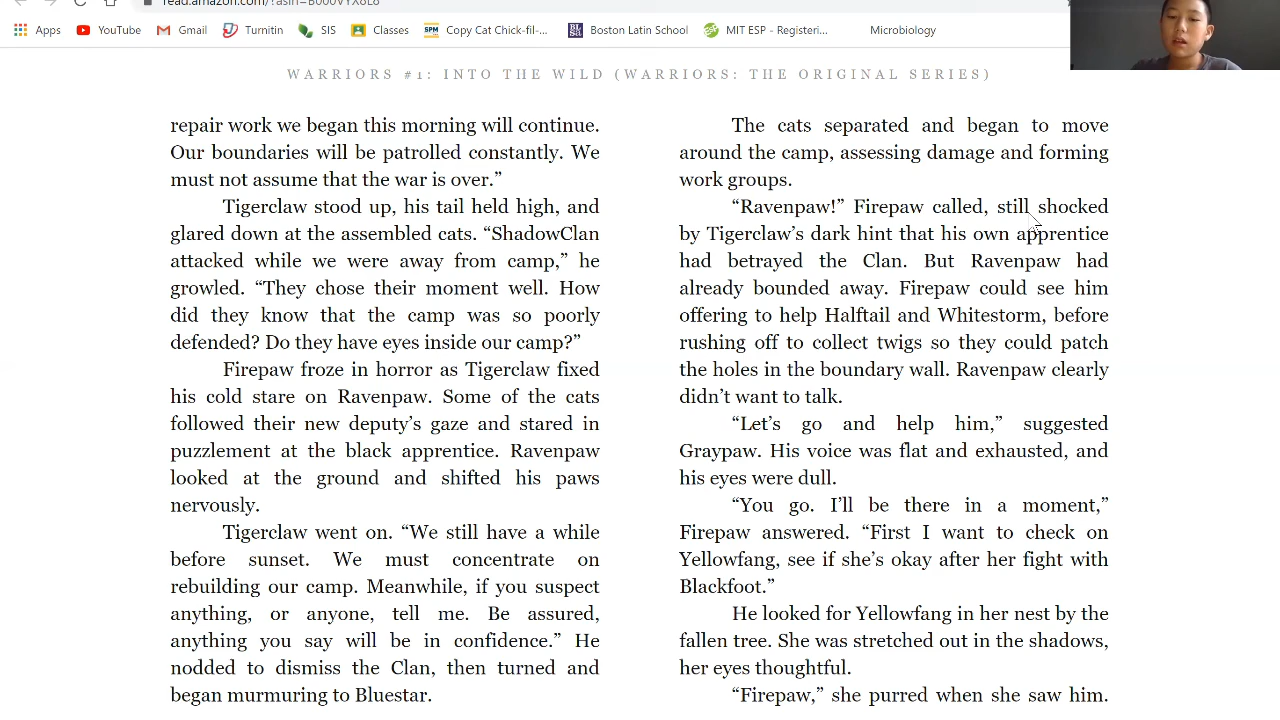 read.amazon.com/?asin=B000VYX8L8
Apps YouTube Gmail Turnitin SIS Classes Copy Cat Chick-fil-... Boston Latin School MIT ESP - Registeri... Microbiology
WARRIORS #1: INTO THE WILD (WARRIORS: THE ORIGINAL SERIES)
repair work we began this morning will continue.
Our boundaries will be patrolled constantly. We
must not assume that the war is over.”
Tigerclaw stood up, his tail held high, and
glared down at the assembled cats. “ShadowClan
attacked while we were away from camp,” he
growled. “They chose their moment well. How
did they know that the camp was so poorly
defended? Do they have eyes inside our camp?”
Firepaw froze in horror as Tigerclaw fixed
his cold stare on Ravenpaw. Some of the cats
followed their new deputy’s gaze and stared in
puzzlement at the black apprentice. Ravenpaw
looked at the ground and shifted his paws
nervously.
Tigerclaw went on. “We still have a while
before sunset. We must concentrate on
rebuilding our camp. Meanwhile, if you suspect
anything, or anyone, tell me. Be assured,
anything you say will be in confidence.” He
nodded to dismiss the Clan, then turned and
began murmuring to Bluestar.
The cats separated and began to move
around the camp, assessing damage and forming
work groups.
“Ravenpaw!” Firepaw called, still shocked
by Tigerclaw’s dark hint that his own apprentice
had betrayed the Clan. But Ravenpaw had
already bounded away. Firepaw could see him
offering to help Halftail and Whitestorm, before
rushing off to collect twigs so they could patch
the holes in the boundary wall. Ravenpaw clearly
didn’t want to talk.
“Let’s go and help him,” suggested
Graypaw. His voice was flat and exhausted, and
his eyes were dull.
“You go. I’ll be there in a moment,”
Firepaw answered. “First I want to check on
Yellowfang, see if she’s okay after her fight with
Blackfoot.”
He looked for Yellowfang in her nest by the
fallen tree. She was stretched out in the shadows,
her eyes thoughtful.
“Firepaw,” she purred when she saw him.